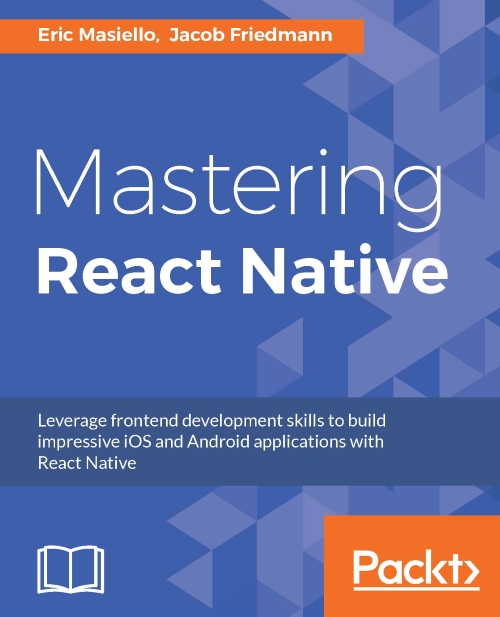 Eric Masiello,  Jacob Friedmann
Mastering
React Native
Leverage frontend development skills to build
impressive iOS and Android applications with
React Native
Packt>